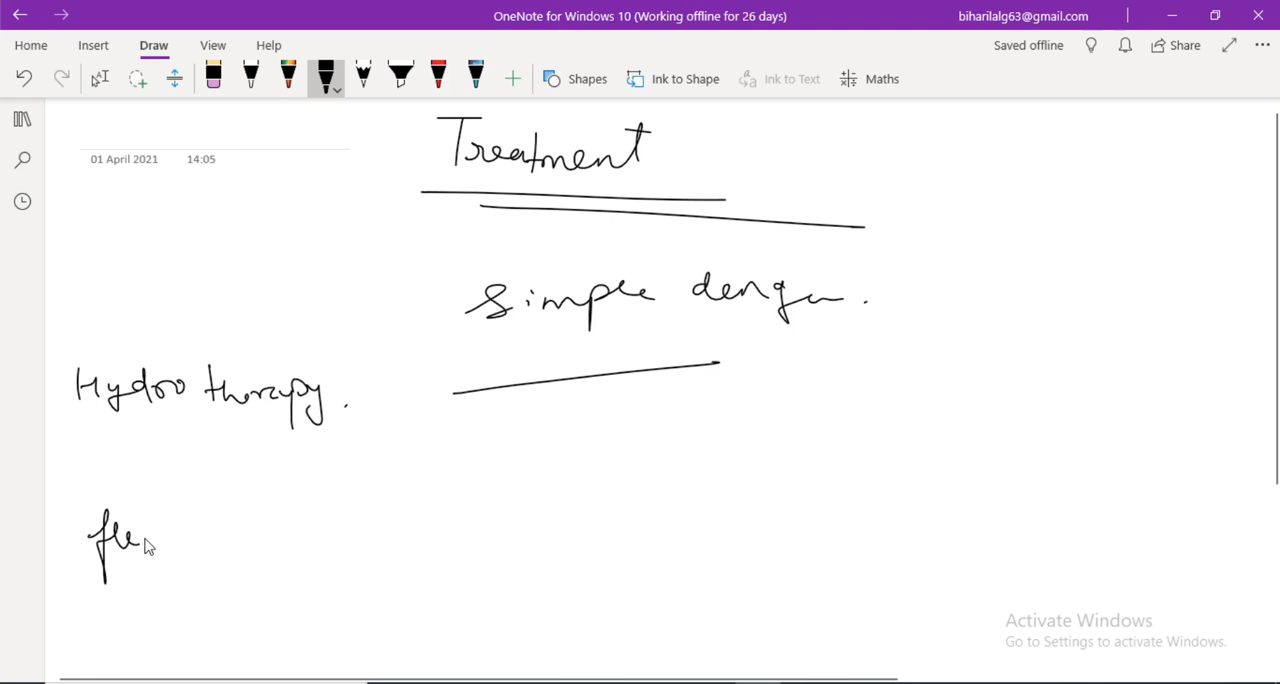 OneNote for Windows 10 (Working offline for 26 days)
biharilalg63@gmail.com
Home Insert Draw View Help
Saved offline
Share
Shapes
Ink to Shape
Ink to Text
Maths
01 April 2021 14:05
Treatment
Simple dengue.
Hydro therapy.
flu
Activate Windows
Go to Settings to activate Windows.